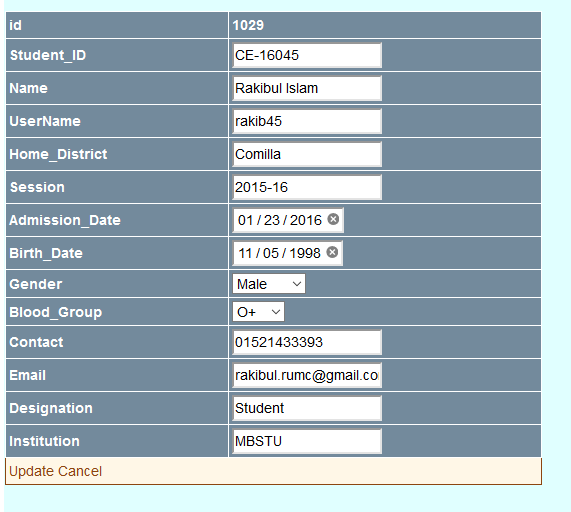 id 1029
Student_ID CE-16045
Name Rakibul Islam
UserName rakib45
Home_District Comilla
Session 2015-16
Admission_Date 01 / 23 / 2016
Birth_Date 11 / 05 / 1998
Gender Male
Blood_Group O+
Contact 01521433393
Email rakibul.rumc@gmail.co
Designation Student
Institution MBSTU
Update Cancel